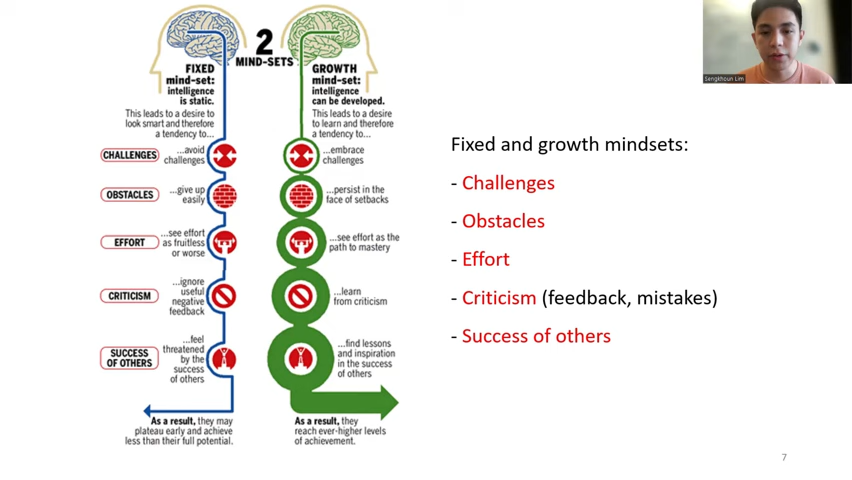 2
MIND-SETS
FIXED
mind-set:
intelligence
is static.
This leads to a desire to
look smart and therefore
a tendency to...
GROWTH
mind-set:
intelligence
can be developed.
This leads to a desire
to learn and therefore
a tendency to...
CHALLENGES
...avoid
challenges
...embrace
challenges
OBSTACLES
...give up
easily
...persist in the
face of setbacks
EFFORT
...see effort
as fruitless
or worse
...see effort as the
path to mastery
CRITICISM
...ignore
useful
negative
feedback
...learn
from criticism
SUCCESS
OF OTHERS
...feel
threatened
by the
success
of others
...find lessons
and inspiration
in the success
of others
As a result, they may
plateau early and achieve
less than their full potential.
As a result, they
reach ever-higher levels
of achievement.
Fixed and growth mindsets:
- Challenges
- Obstacles
- Effort
- Criticism (feedback, mistakes)
- Success of others
Sengkhoun Lim
7